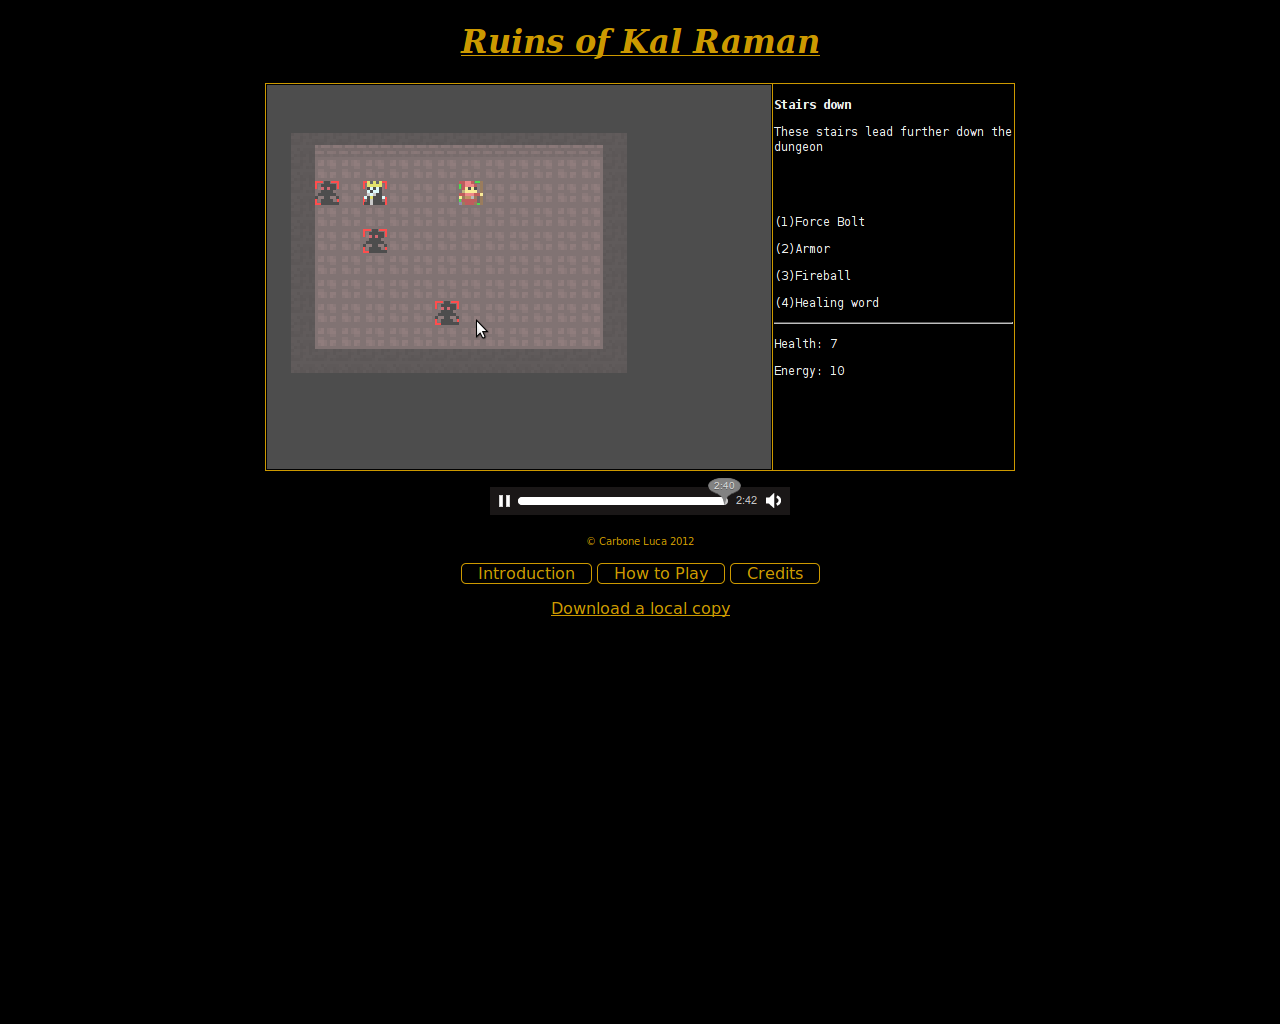 Ruins of Kal Raman
Stairs down
These stairs lead further down the
dungeon
(1)Force Bolt
(2)Armor
(3)Fireball
(4)Healing word
Health: 7
Energy: 10
2:40
2:42
© Carbone Luca 2012
Introduction How to Play Credits
Download a local copy